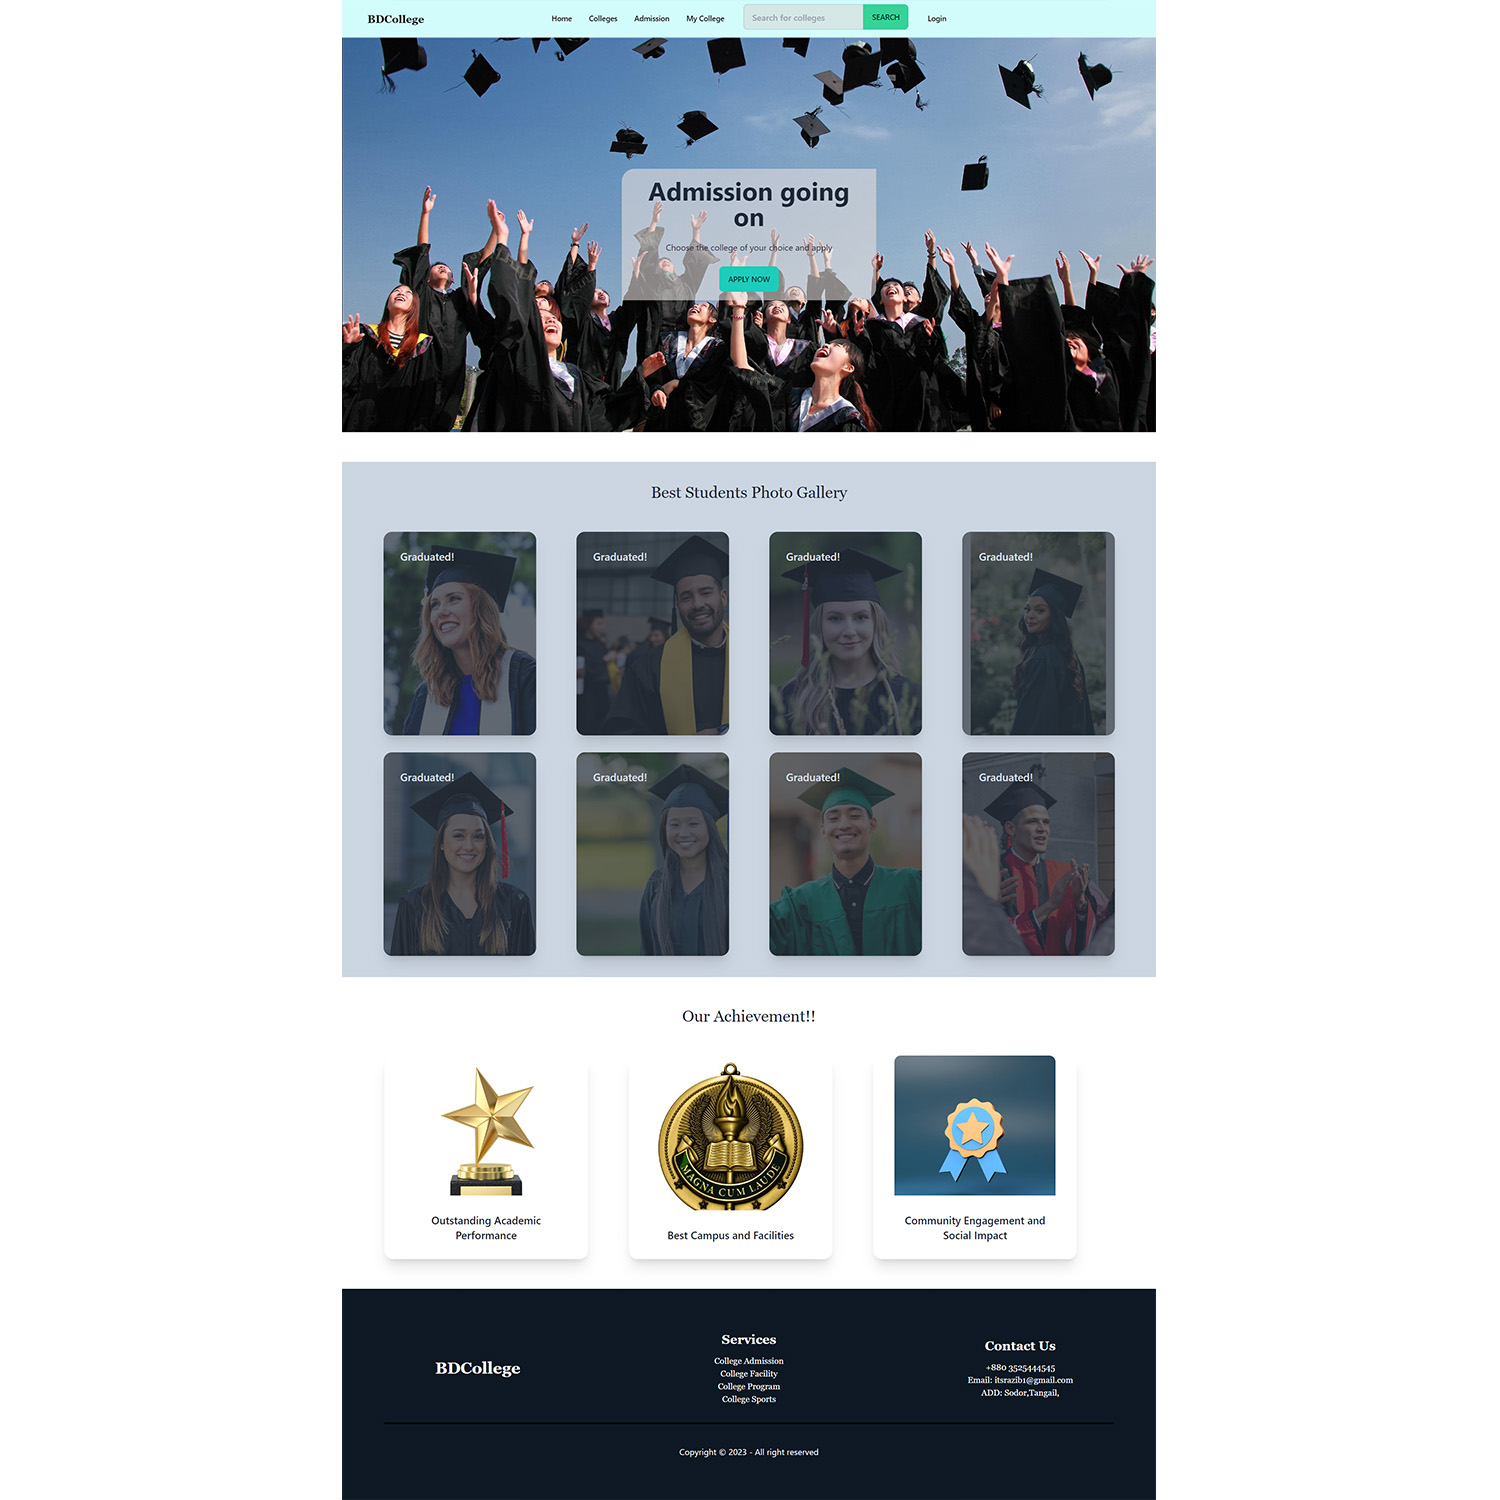 BDCollege
Home
Colleges
Admission
My College
Search for colleges
SEARCH
Login
Admission going
on
Choose the college of your choice and apply
APPLY NOW
Best Students Photo Gallery
Graduated!
Graduated!
Graduated!
Graduated!
Graduated!
Graduated!
Graduated!
Graduated!
Our Achievement!!
MAGNA CUM LAUDE
Outstanding Academic
Performance
Best Campus and Facilities
Community Engagement and
Social Impact
BDCollege
Services
College Admission
College Facility
College Program
College Sports
Contact Us
+880 3525444545
Email: itsrazib1@gmail.com
ADD: Sodor,Tangail,
Copyright © 2023 - All right reserved